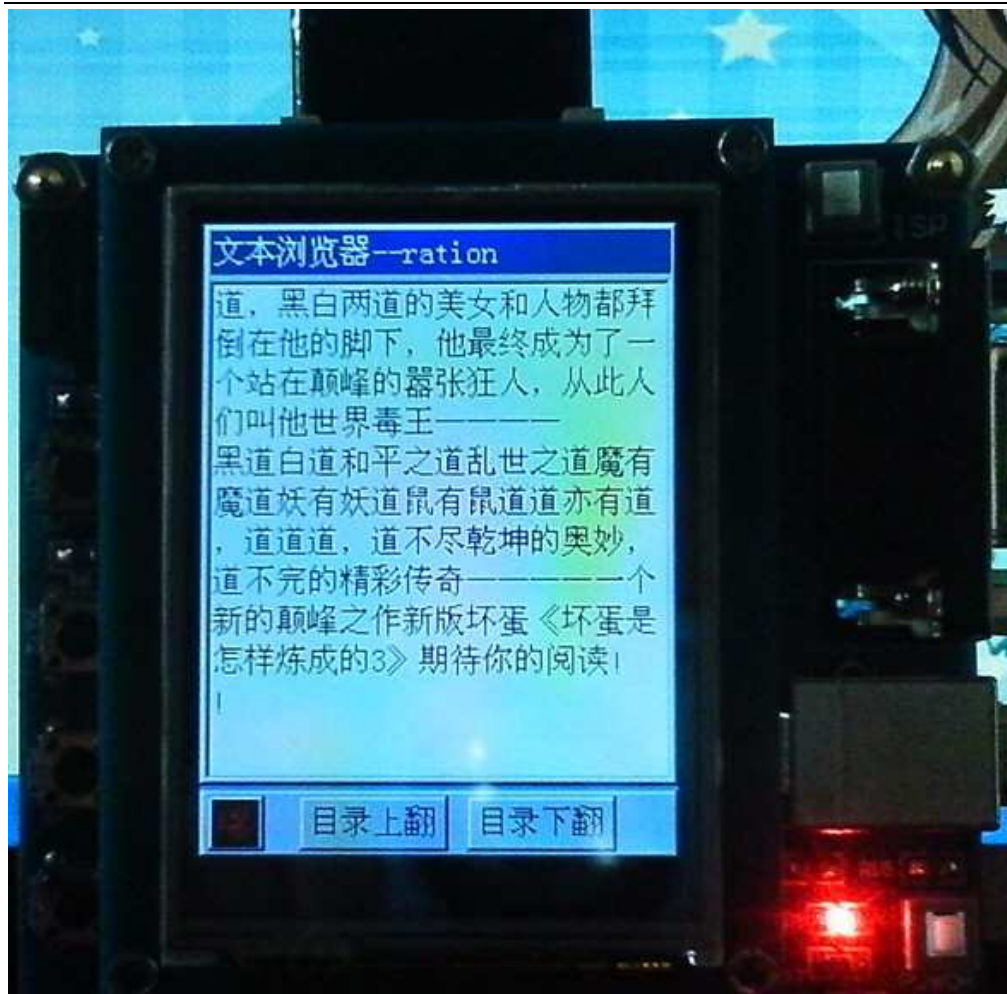 ISP
文本浏览器--ration
道，黑白两道的美女和人物都拜
倒在他的脚下，他最终成为了一
个站在颠峰的嚣张狂人，从此人
们叫他世界毒王————
黑道白道和平之道乱世之道魔有
魔道妖有妖道鼠有鼠道道亦有道
，道道道，道不尽乾坤的奥妙，
道不完的精彩传奇—————一个
新的颠峰之作新版坏蛋《坏蛋是
怎样炼成的3》期待你的阅读!
!
目录上翻 目录下翻